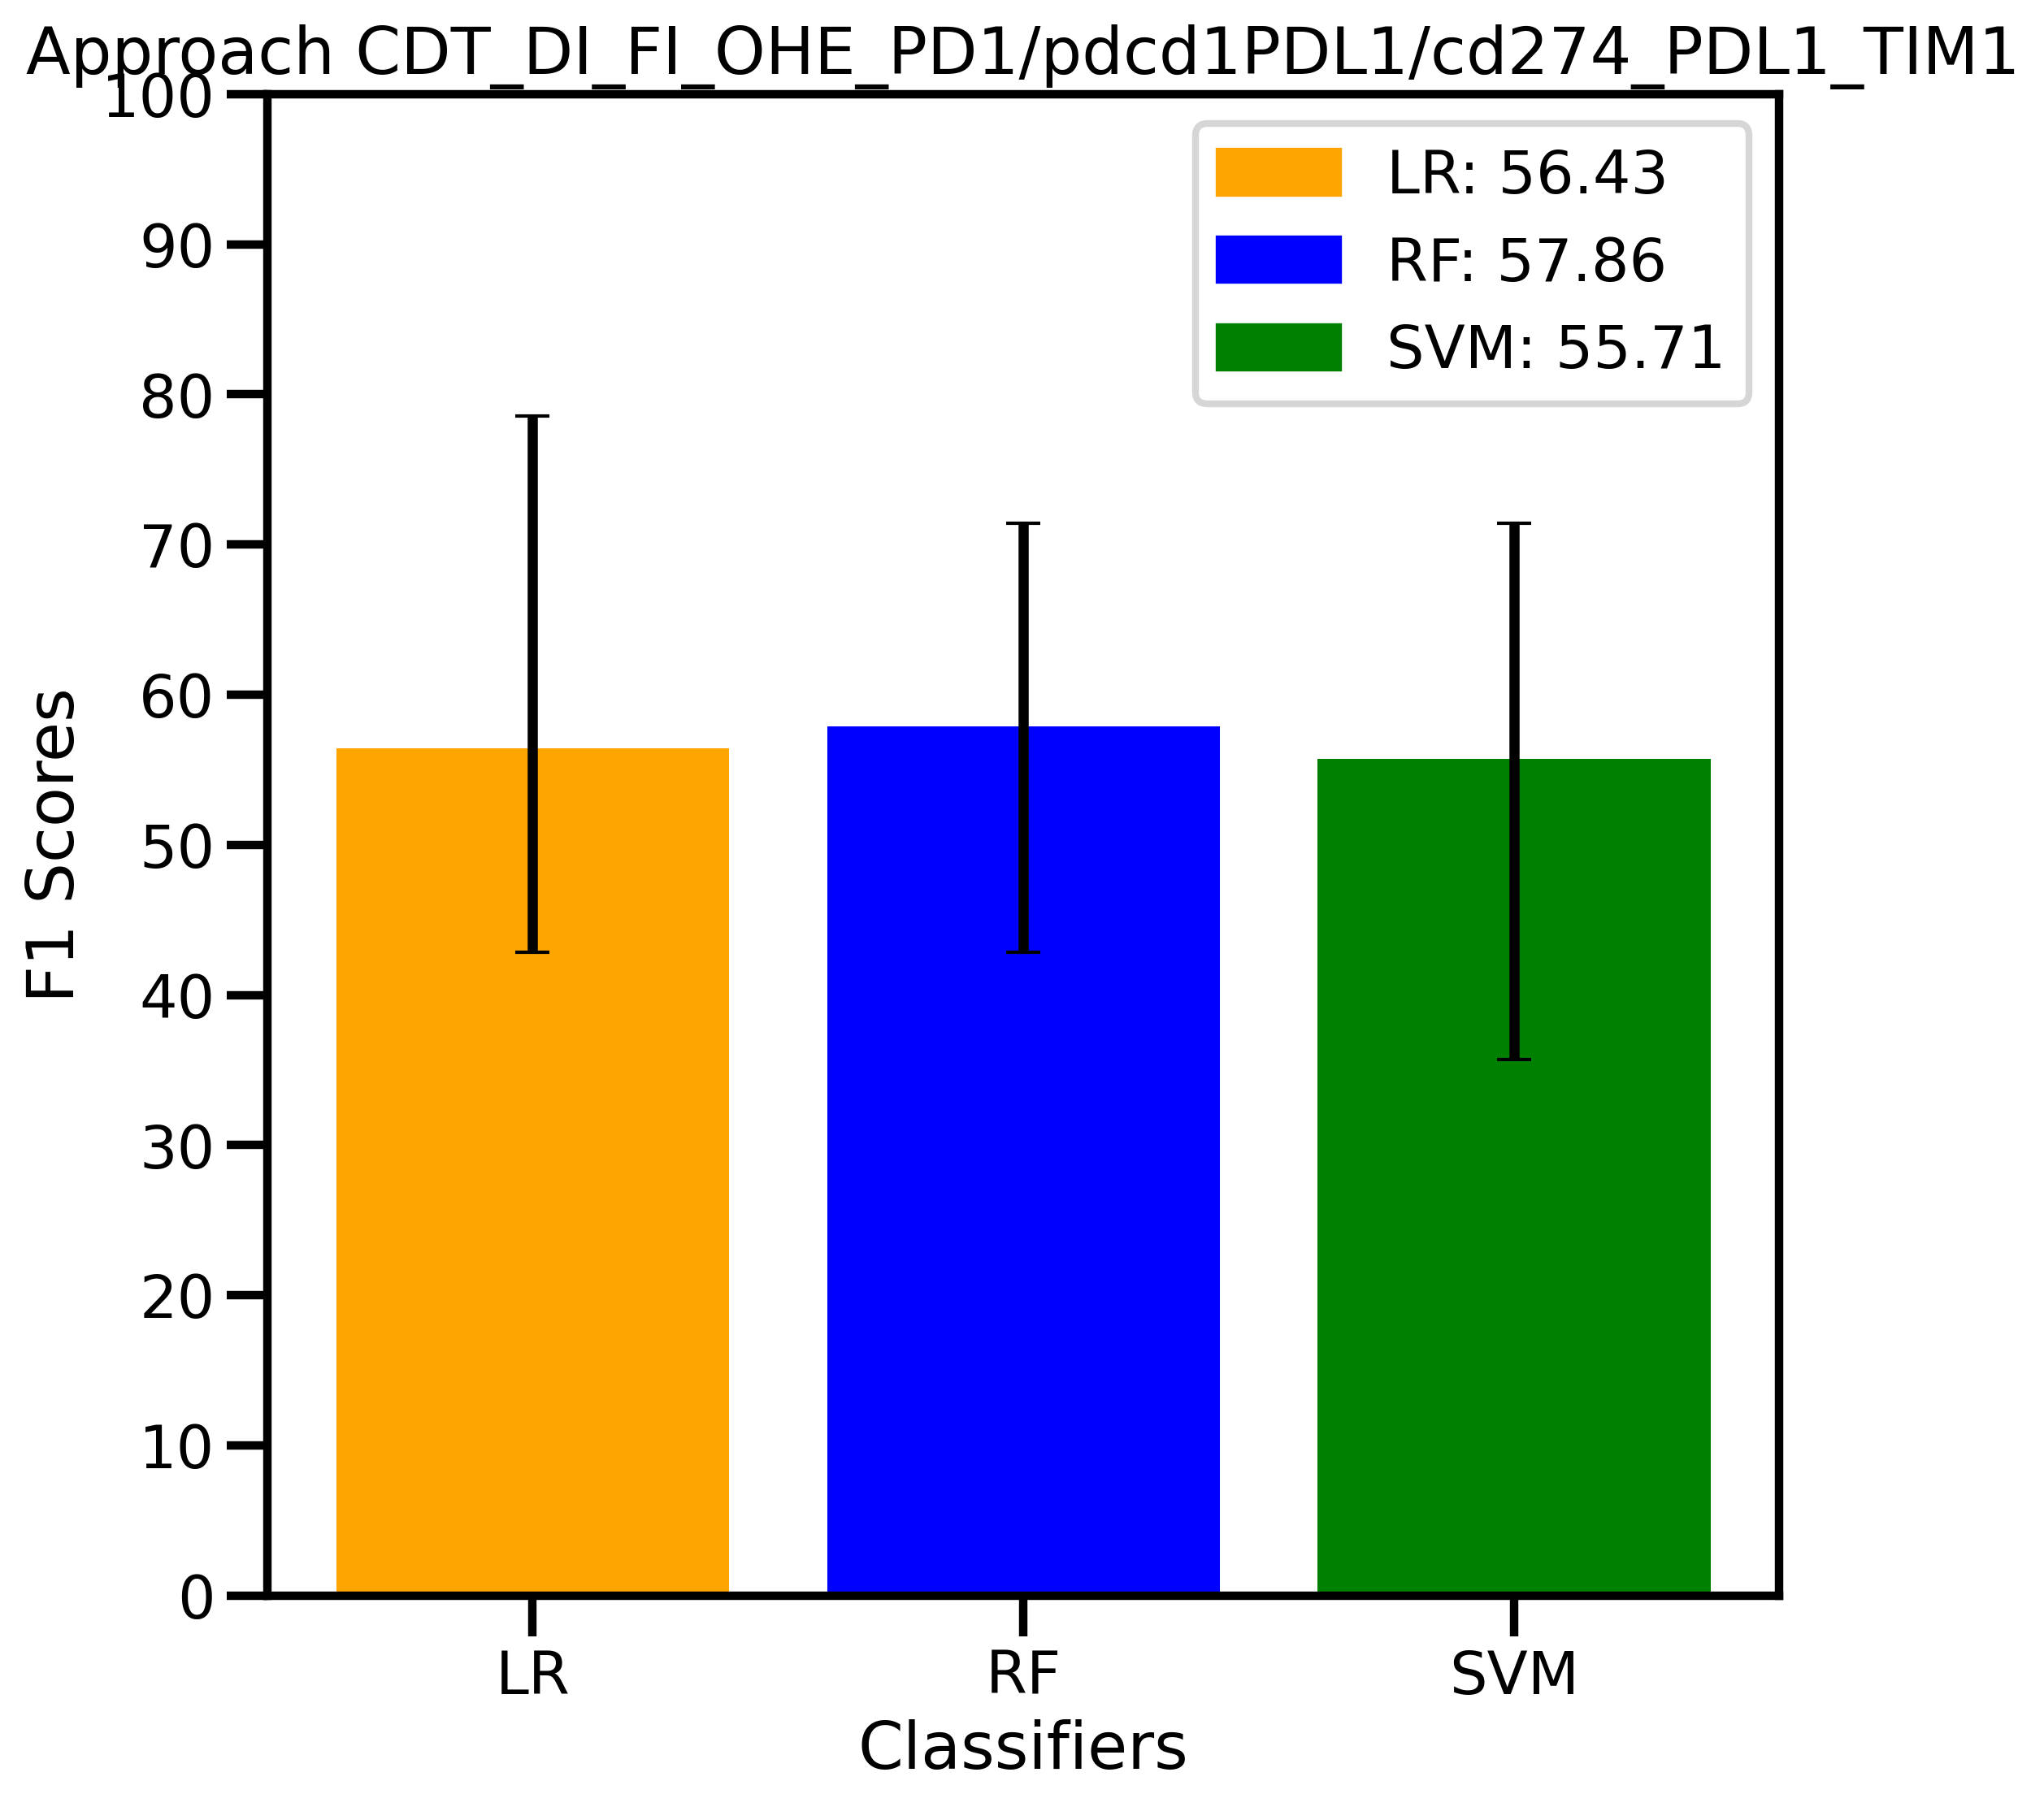 Approach CDT_DI_FI_OHE_PD1/pdcd1PDL1/cd274_PDL1_TIM1
100
90
80
70
60
50
40
30
20
10
0
F1 Scores
LR: 56.43
RF: 57.86
SVM: 55.71
LR
RF
SVM
Classifiers